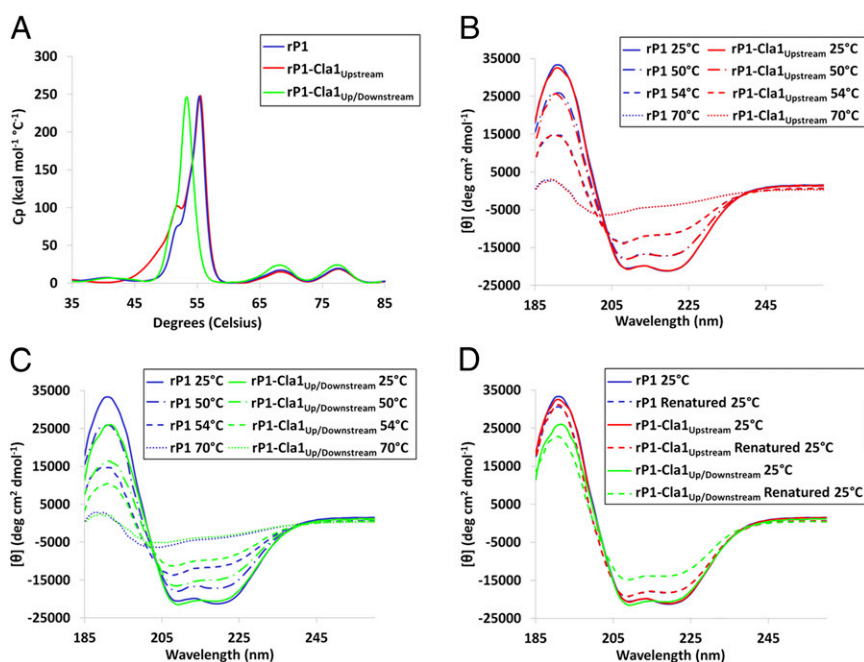 A
Cp (kcal mol⁻¹ °C⁻¹)
300
250
200
150
100
50
0
35
45
55
65
75
85
Degrees (Celsius)
rP1
rP1-Cla1Upstream
rP1-Cla1Up/Downstream
B
[θ] (deg cm² dmol⁻¹)
35000
25000
15000
5000
-5000
-15000
-25000
185
205
225
245
Wavelength (nm)
rP1 25°C rP1-Cla1Upstream 25°C
rP1 50°C rP1-Cla1Upstream 50°C
rP1 54°C rP1-Cla1Upstream 54°C
rP1 70°C rP1-Cla1Upstream 70°C
C
[θ] (deg cm² dmol⁻¹)
35000
25000
15000
5000
-5000
-15000
-25000
185
205
225
245
Wavelength (nm)
rP1 25°C rP1-Cla1Up/Downstream 25°C
rP1 50°C rP1-Cla1Up/Downstream 50°C
rP1 54°C rP1-Cla1Up/Downstream 54°C
rP1 70°C rP1-Cla1Up/Downstream 70°C
D
[θ] (deg cm² dmol⁻¹)
35000
25000
15000
5000
-5000
-15000
-25000
185
205
225
245
Wavelength (nm)
rP1 25°C
rP1 Renatured 25°C
rP1-Cla1Upstream 25°C
rP1-Cla1Upstream Renatured 25°C
rP1-Cla1Up/Downstream 25°C
rP1-Cla1Up/Downstream Renatured 25°C